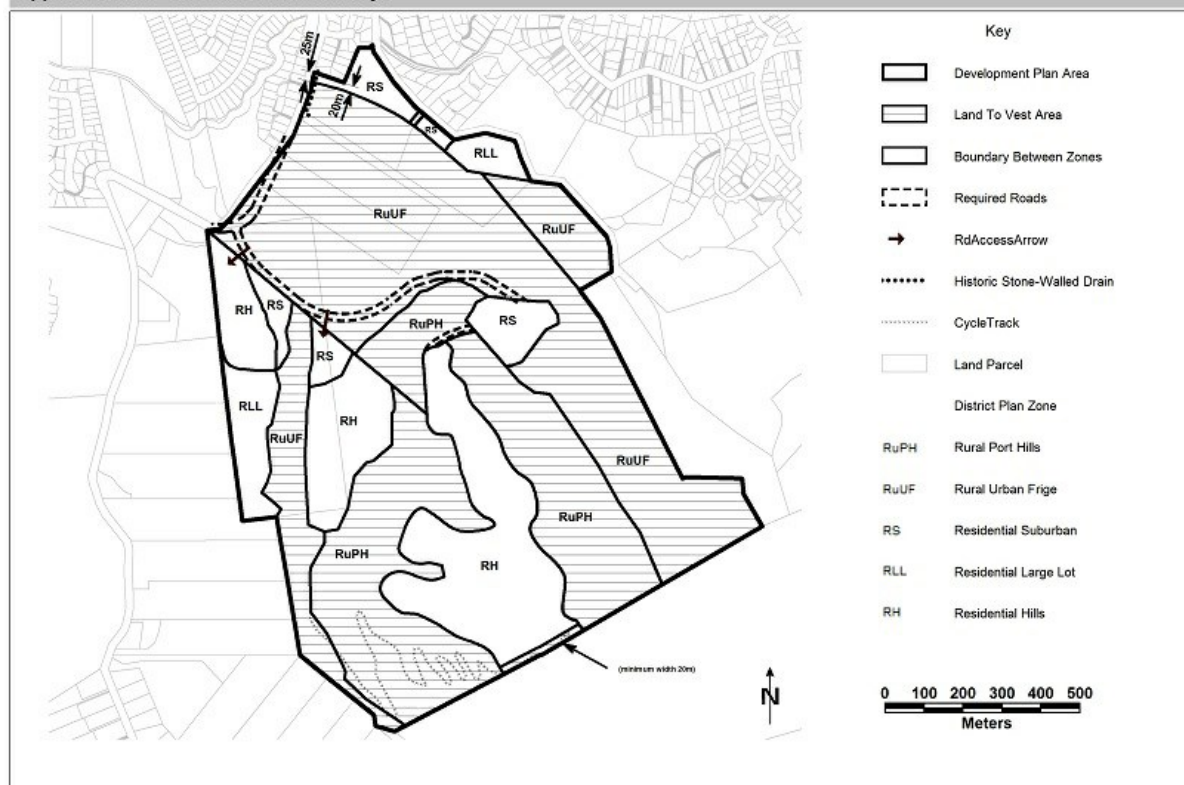 25m
20m
RS
RS
RLL
RuUF
RuUF
RH
RS
RuPH
RS
RS
RLL
RuUF
RH
RuUF
RuPH
RuPH
RH
(minimum width 20m)
N
Key
Development Plan Area
Land To Vest Area
Boundary Between Zones
Required Roads
RdAccessArrow
Historic Stone-Walled Drain
CycleTrack
Land Parcel
District Plan Zone
RuPH Rural Port Hills
RuUF Rural Urban Frige
RS Residential Suburban
RLL Residential Large Lot
RH Residential Hills
0 100 200 300 400 500
Meters